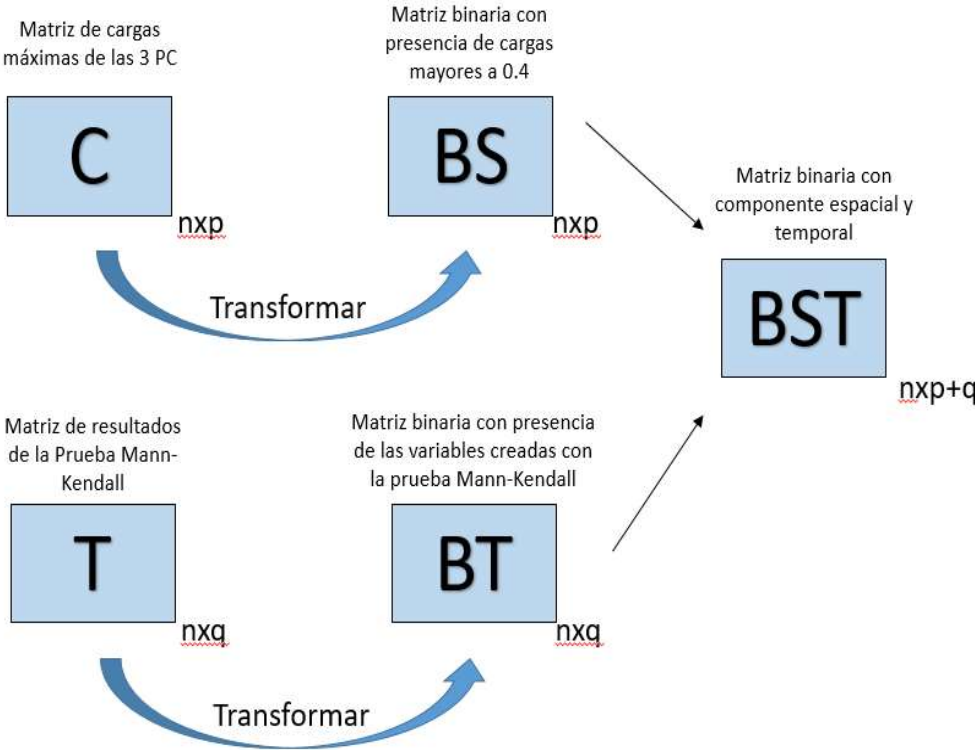 Matriz de cargas
máximas de las 3 PC
C
nxp
Matriz binaria con
presencia de cargas
mayores a 0.4
BS
nxp
Transformar
Matriz binaria con
componente espacial y
temporal
BST
nxp+q
Matriz de resultados
de la Prueba Mann-
Kendall
T
nxq
Matriz binaria con presencia
de las variables creadas con
la prueba Mann-Kendall
BT
nxq
Transformar